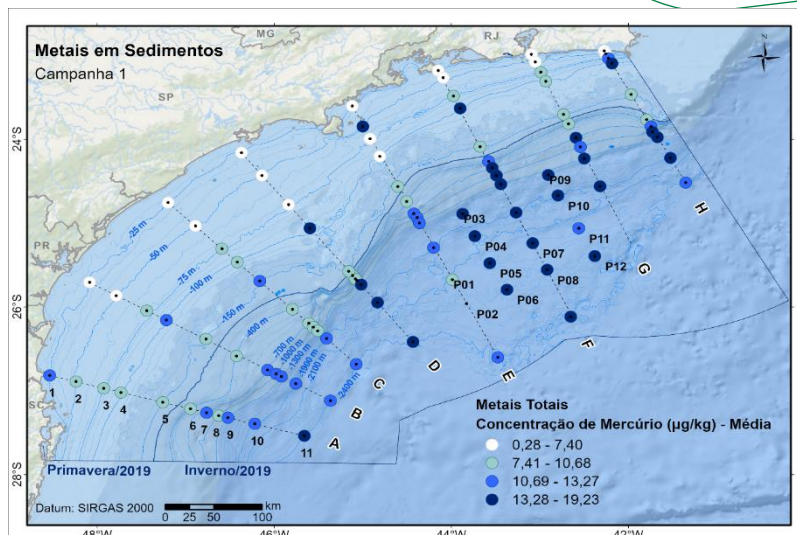 Metais em Sedimentos
Campanha 1
MG
RJ
SP
PR
SC
N
24°S
26°S
28°S
-25 m
-50 m
-75 m
-100 m
-150 m
-400 m
-700 m
-1000 m
-1300 m
-1900 m
2100 m
-2400 m
P09
P10
P03
P04
P11
P07
P12
P05
P01
P08
P06
P02
H
G
F
E
D
C
B
A
1
2
3
4
5
6
7
8
9
10
11
Primavera/2019
Inverno/2019
Metais Totais
Concentração de Mercúrio (µg/kg) - Média
0,28 - 7,40
7,41 - 10,68
10,69 - 13,27
13,28 - 19,23
Datum: SIRGAS 2000
km
0 25 50 100
48°W
46°W
44°W
42°W